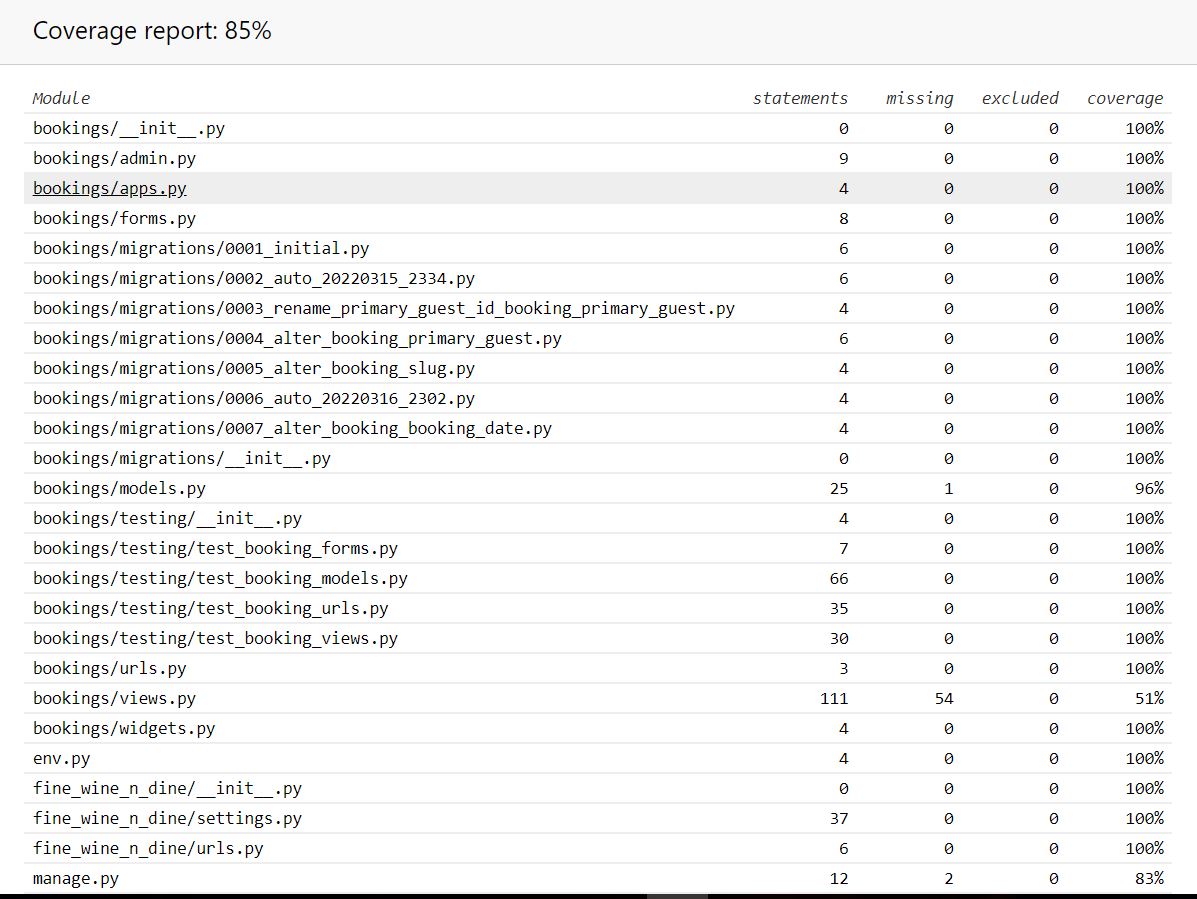 Coverage report: 85%
Module statements missing excluded coverage
bookings/__init__.py 0 0 0 100%
bookings/admin.py 9 0 0 100%
bookings/apps.py 4 0 0 100%
bookings/forms.py 8 0 0 100%
bookings/migrations/0001_initial.py 6 0 0 100%
bookings/migrations/0002_auto_20220315_2334.py 6 0 0 100%
bookings/migrations/0003_rename_primary_guest_id_booking_primary_guest.py 4 0 0 100%
bookings/migrations/0004_alter_booking_primary_guest.py 6 0 0 100%
bookings/migrations/0005_alter_booking_slug.py 4 0 0 100%
bookings/migrations/0006_auto_20220316_2302.py 4 0 0 100%
bookings/migrations/0007_alter_booking_booking_date.py 4 0 0 100%
bookings/migrations/__init__.py 0 0 0 100%
bookings/models.py 25 1 0 96%
bookings/testing/__init__.py 4 0 0 100%
bookings/testing/test_booking_forms.py 7 0 0 100%
bookings/testing/test_booking_models.py 66 0 0 100%
bookings/testing/test_booking_urls.py 35 0 0 100%
bookings/testing/test_booking_views.py 30 0 0 100%
bookings/urls.py 3 0 0 100%
bookings/views.py 111 54 0 51%
bookings/widgets.py 4 0 0 100%
env.py 4 0 0 100%
fine_wine_n_dine/__init__.py 0 0 0 100%
fine_wine_n_dine/settings.py 37 0 0 100%
fine_wine_n_dine/urls.py 6 0 0 100%
manage.py 12 2 0 83%